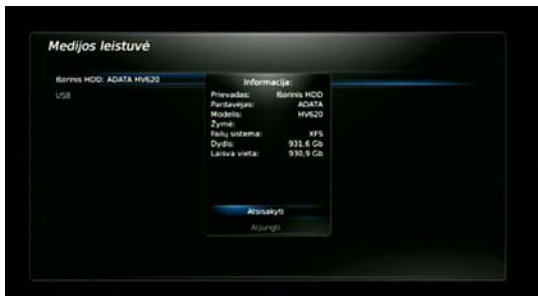 Medijos leistuvė
Išorinis HDD: ADATA HV620
USB
Informacija:
Prievadas: Išorinis HDD
Pardavėjas: ADATA
Modelis: HV620
Žymė:
Failų sistema: XFS
Dydis: 931,6 Gb
Laisva vieta: 930,9 Gb
Atsisakyti
Atjungti